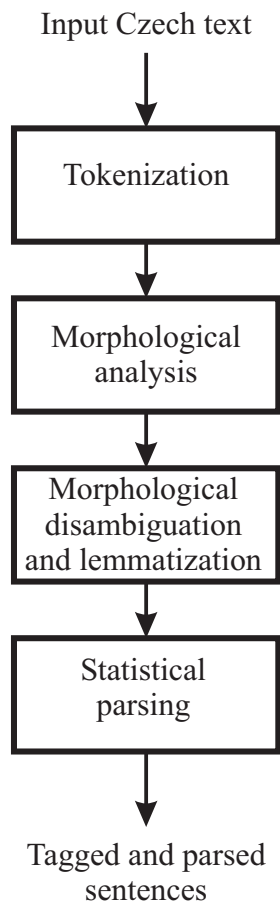 Input Czech text
Tokenization
Morphological
analysis
Morphological
disambiguation
and lemmatization
Statistical
parsing
Tagged and parsed
sentences